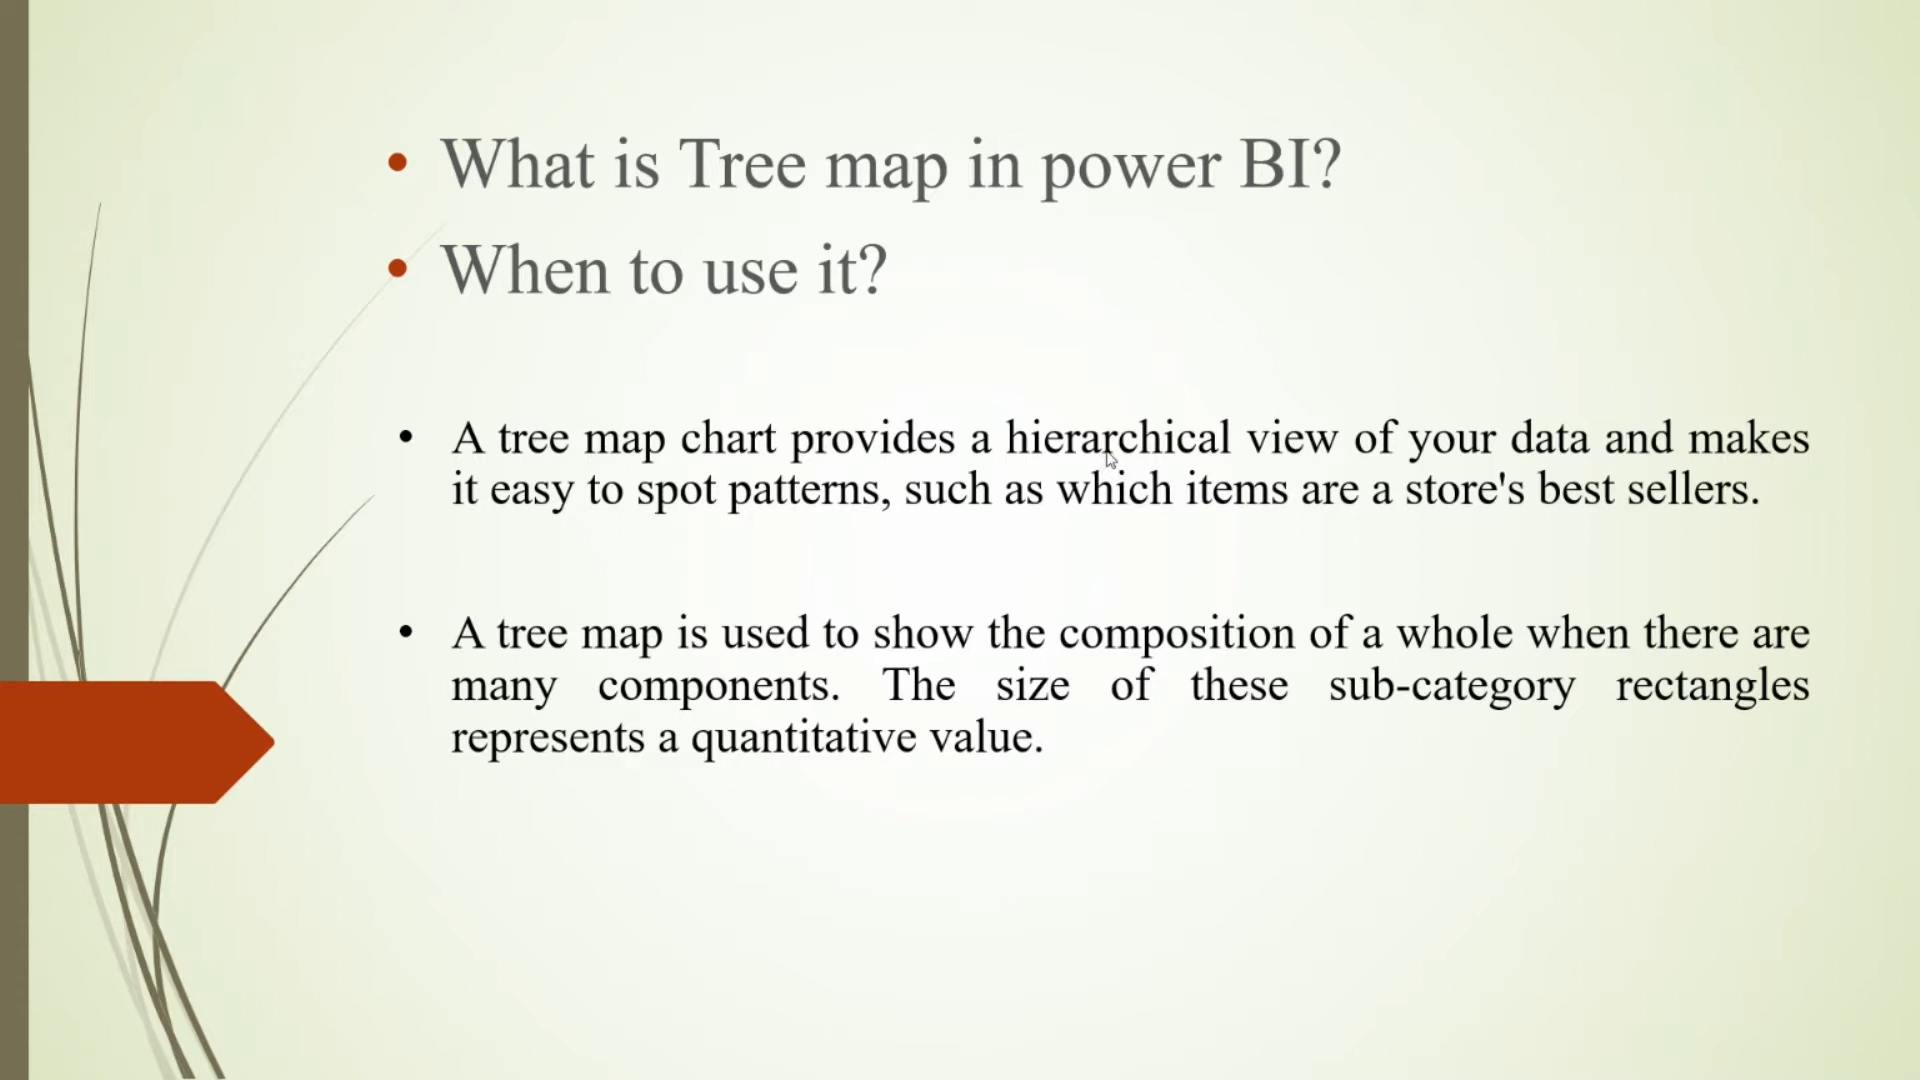 • What is Tree map in power BI?
• When to use it?
• A tree map chart provides a hierarchical view of your data and makes
it easy to spot patterns, such as which items are a store's best sellers.
• A tree map is used to show the composition of a whole when there are
many components. The size of these sub-category rectangles
represents a quantitative value.